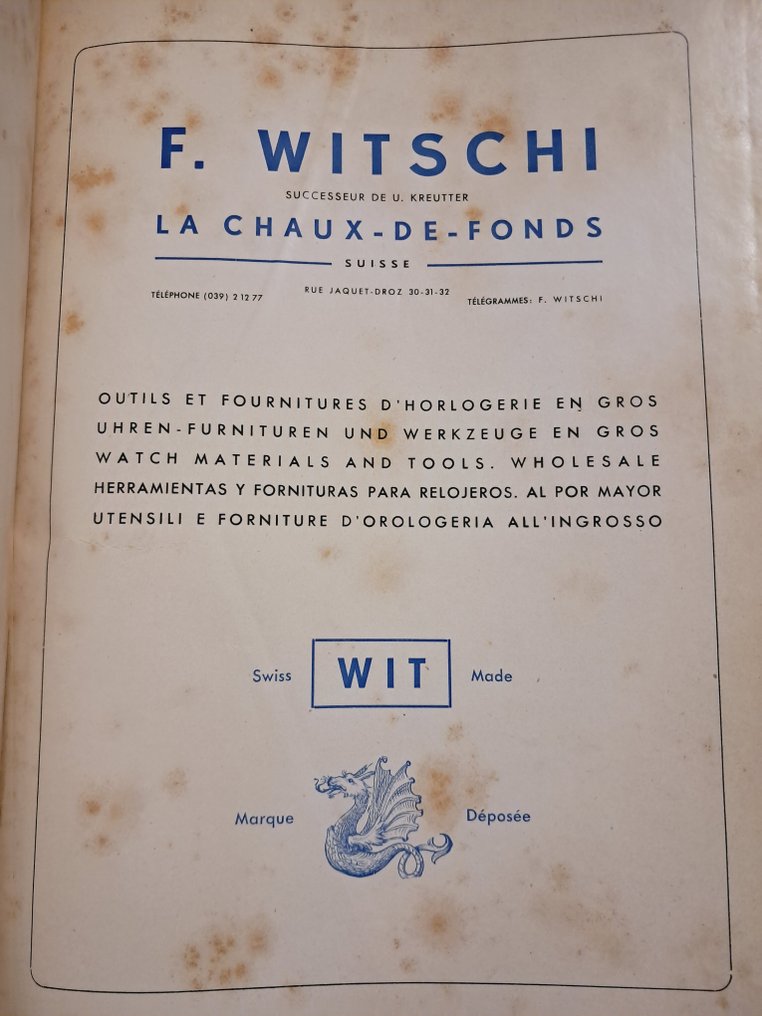 F. WITSCHI
SUCCESSEUR DE U. KREUTTER
LA CHAUX-DE-FONDS
SUISSE
TÉLÉPHONE (039) 2 12 77 RUE JAQUET-DROZ 30-31-32 TÉLÉGRAMMES: F. WITSCHI
OUTILS ET FOURNITURES D'HORLOGERIE EN GROS
UHREN-FURNITUREN UND WERKZEUGE EN GROS
WATCH MATERIALS AND TOOLS. WHOLESALE
HERRAMIENTAS Y FORNITURAS PARA RELOJEROS. AL POR MAYOR
UTENSILI E FORNITURE D'OROLOGERIA ALL'INGROSSO
Swiss WIT Made
Marque Déposée